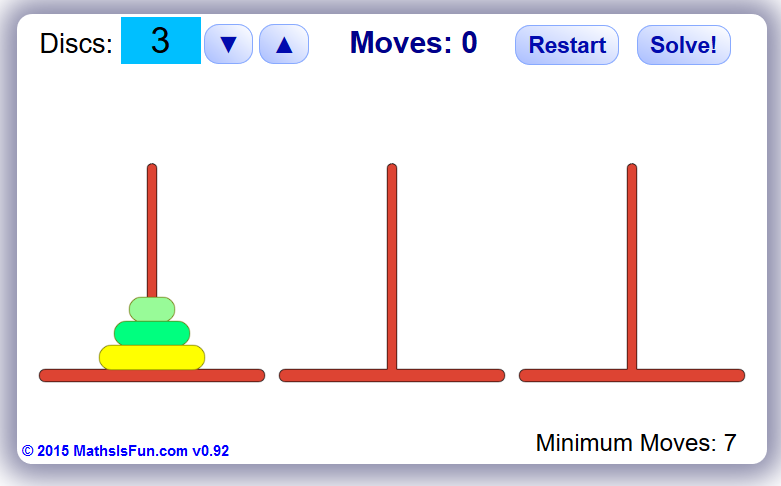 Discs: 3 ▼ ▲ Moves: 0 Restart Solve!
© 2015 MathsIsFun.com v0.92
Minimum Moves: 7